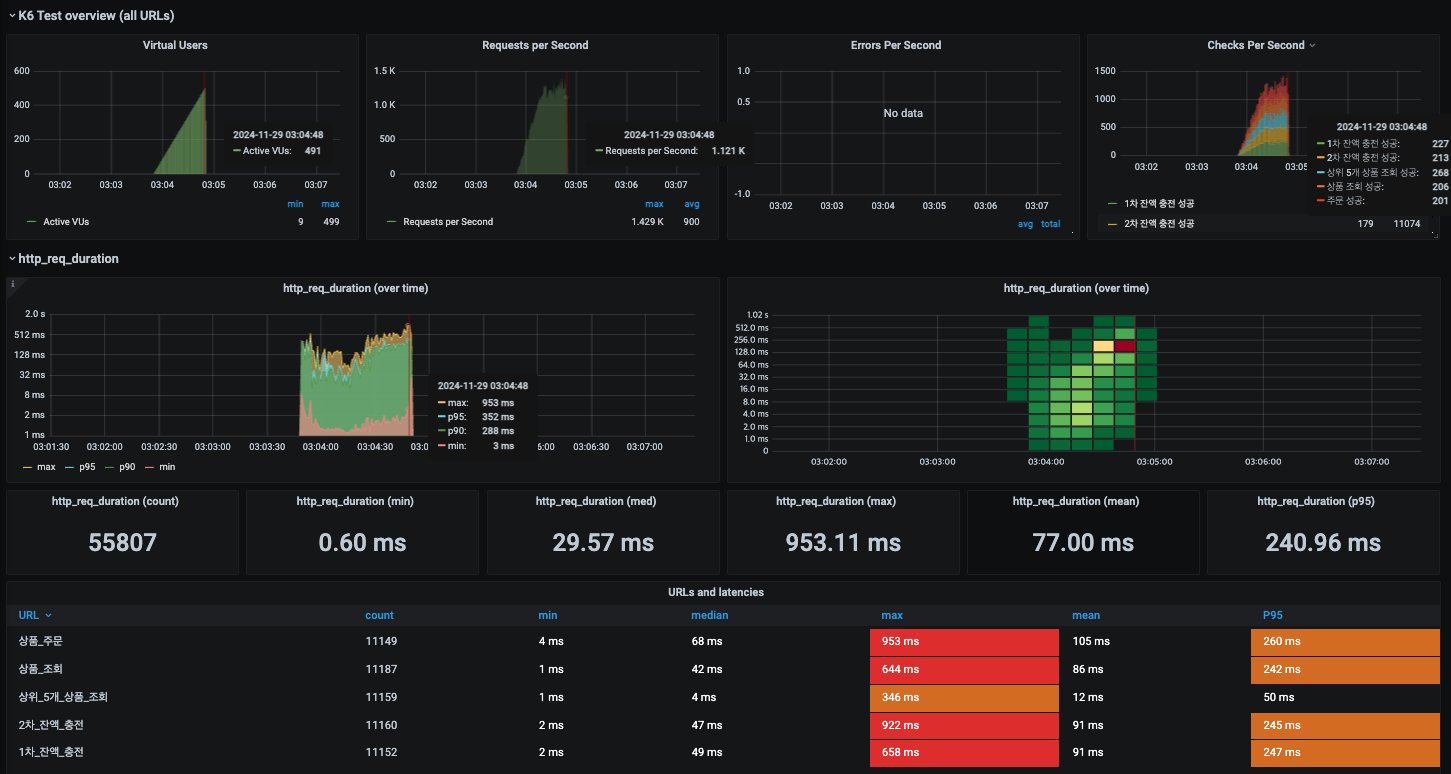 K6 Test overview (all URLs)
Virtual Users
600
400
200
0
03:02 03:03 03:04 03:05 03:06 03:07
2024-11-29 03:04:48
Active VUs: 491
min max
Active VUs 9 499
Requests per Second
1.5 K
1.0 K
500
0
03:02 03:03 03:04 03:05 03:06 03:07
2024-11-29 03:04:48
Requests per Second: 1.121 K
max avg
Requests per Second 1.429 K 900
Errors Per Second
1.0
0.5
No data
-1.0
03:02 03:03 03:04 03:05 03:06 03:07
avg total
Checks Per Second
1500
1000
500
0
03:02 03:03 03:04 03:05
2024-11-29 03:04:48
1차 잔액 충전 성공: 227
2차 잔액 충전 성공: 213
상위 5개 상품 조회 성공: 268
상품 조회 성공: 206
주문 성공: 201
1차 잔액 충전 성공
2차 잔액 충전 성공 179 11074
http_req_duration
i
http_req_duration (over time)
2.0 s
512 ms
128 ms
32 ms
8 ms
2 ms
1 ms
03:01:30 03:02:00 03:02:30 03:03:00 03:03:30 03:04:00 03:04:30 03:0 6:00 03:06:30 03:07:00
2024-11-29 03:04:48
max: 953 ms
p95: 352 ms
p90: 288 ms
min: 3 ms
max p95 p90 min
http_req_duration (over time)
1.02 s
512.0 ms
256.0 ms
128.0 ms
64.0 ms
32.0 ms
16.0 ms
8.0 ms
4.0 ms
2.0 ms
1.0 ms
0
03:02:00 03:03:00 03:04:00 03:05:00 03:06:00 03:07:00
http_req_duration (count)
55807
http_req_duration (min)
0.60 ms
http_req_duration (med)
29.57 ms
http_req_duration (max)
953.11 ms
http_req_duration (mean)
77.00 ms
http_req_duration (p95)
240.96 ms
URLs and latencies
URL count min median max mean P95
상품_주문 11149 4 ms 68 ms 953 ms 105 ms 260 ms
상품_조회 11187 1 ms 42 ms 644 ms 86 ms 242 ms
상위_5개_상품_조회 11159 1 ms 4 ms 346 ms 12 ms 50 ms
2차_잔액_충전 11160 2 ms 47 ms 922 ms 91 ms 245 ms
1차_잔액_충전 11152 2 ms 49 ms 658 ms 91 ms 247 ms